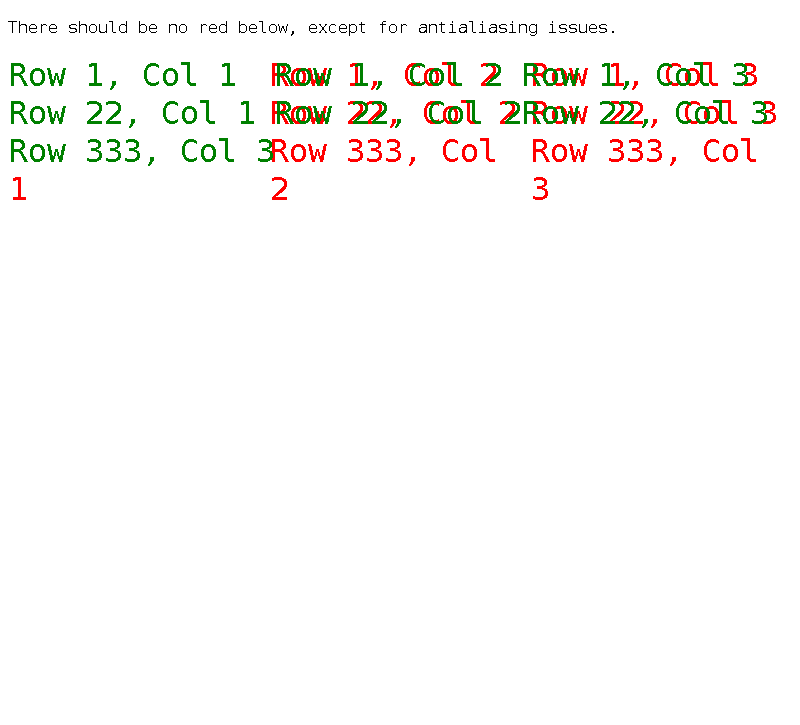 There should be no red below, except for antialiasing issues.
Row 1, Col 1 Row 1, Col 2 Row 1, Col 3
Row 22, Col 1 Row 22, Col 2 Row 22, Col 3
Row 333, Col 3 Row 333, Col Row 333, Col
1 2 3